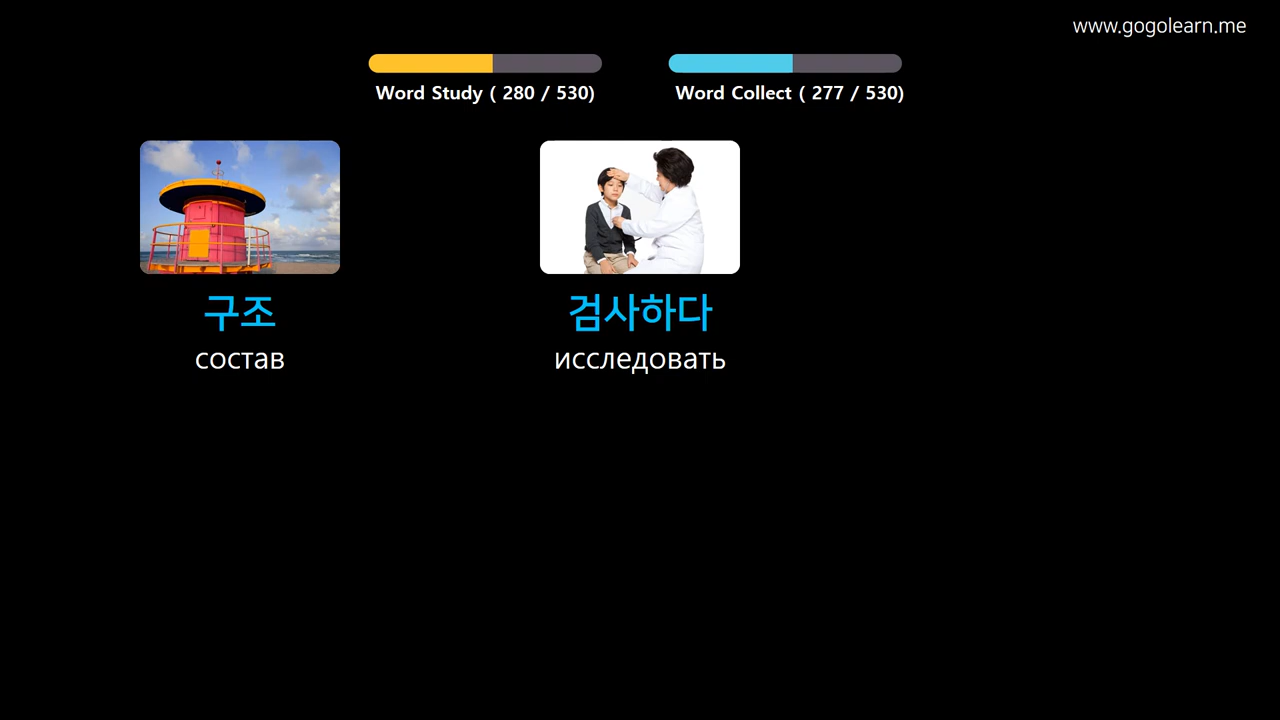 www.gogolearn.me
Word Study ( 280 / 530)
Word Collect ( 277 / 530)
구조
состав
검사하다
исследовать